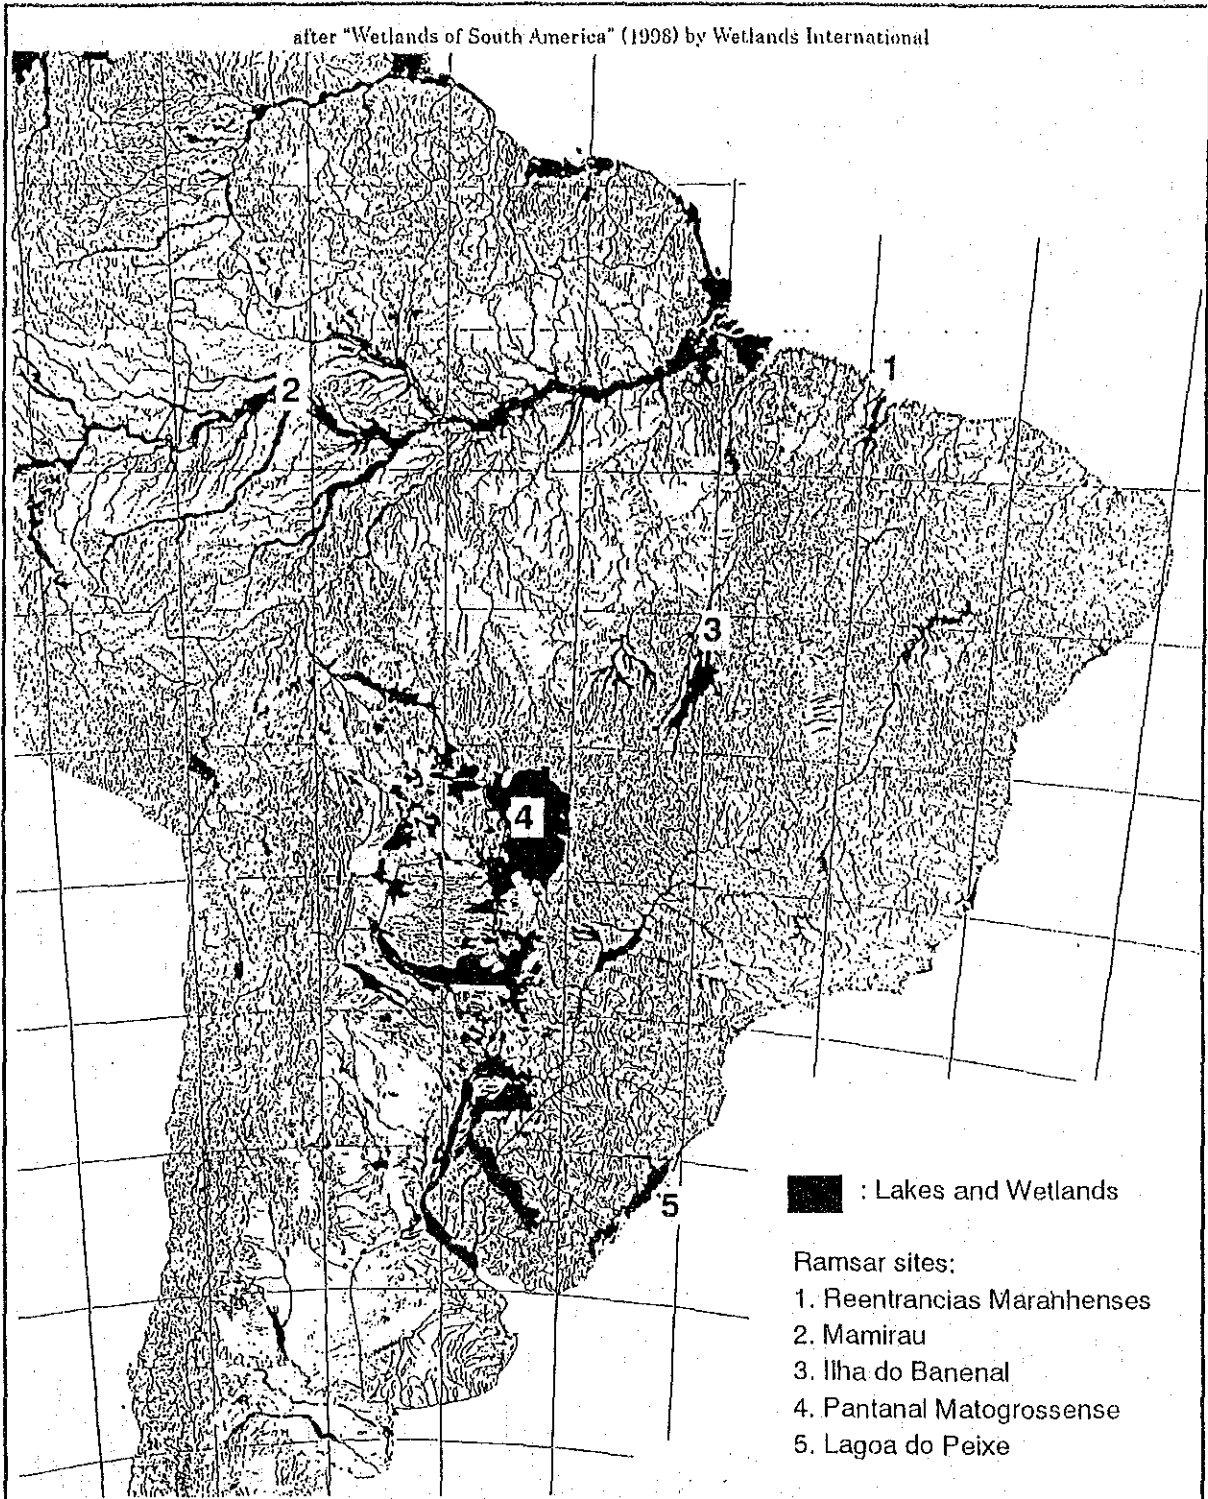 after "Wetlands of South America" (1998) by Wetlands International
1
2
3
4
5
: Lakes and Wetlands
Ramsar sites:
1. Reentrancias Maranhenses
2. Mamirau
3. Ilha do Banenal
4. Pantanal Matogrossense
5. Lagoa do Peixe